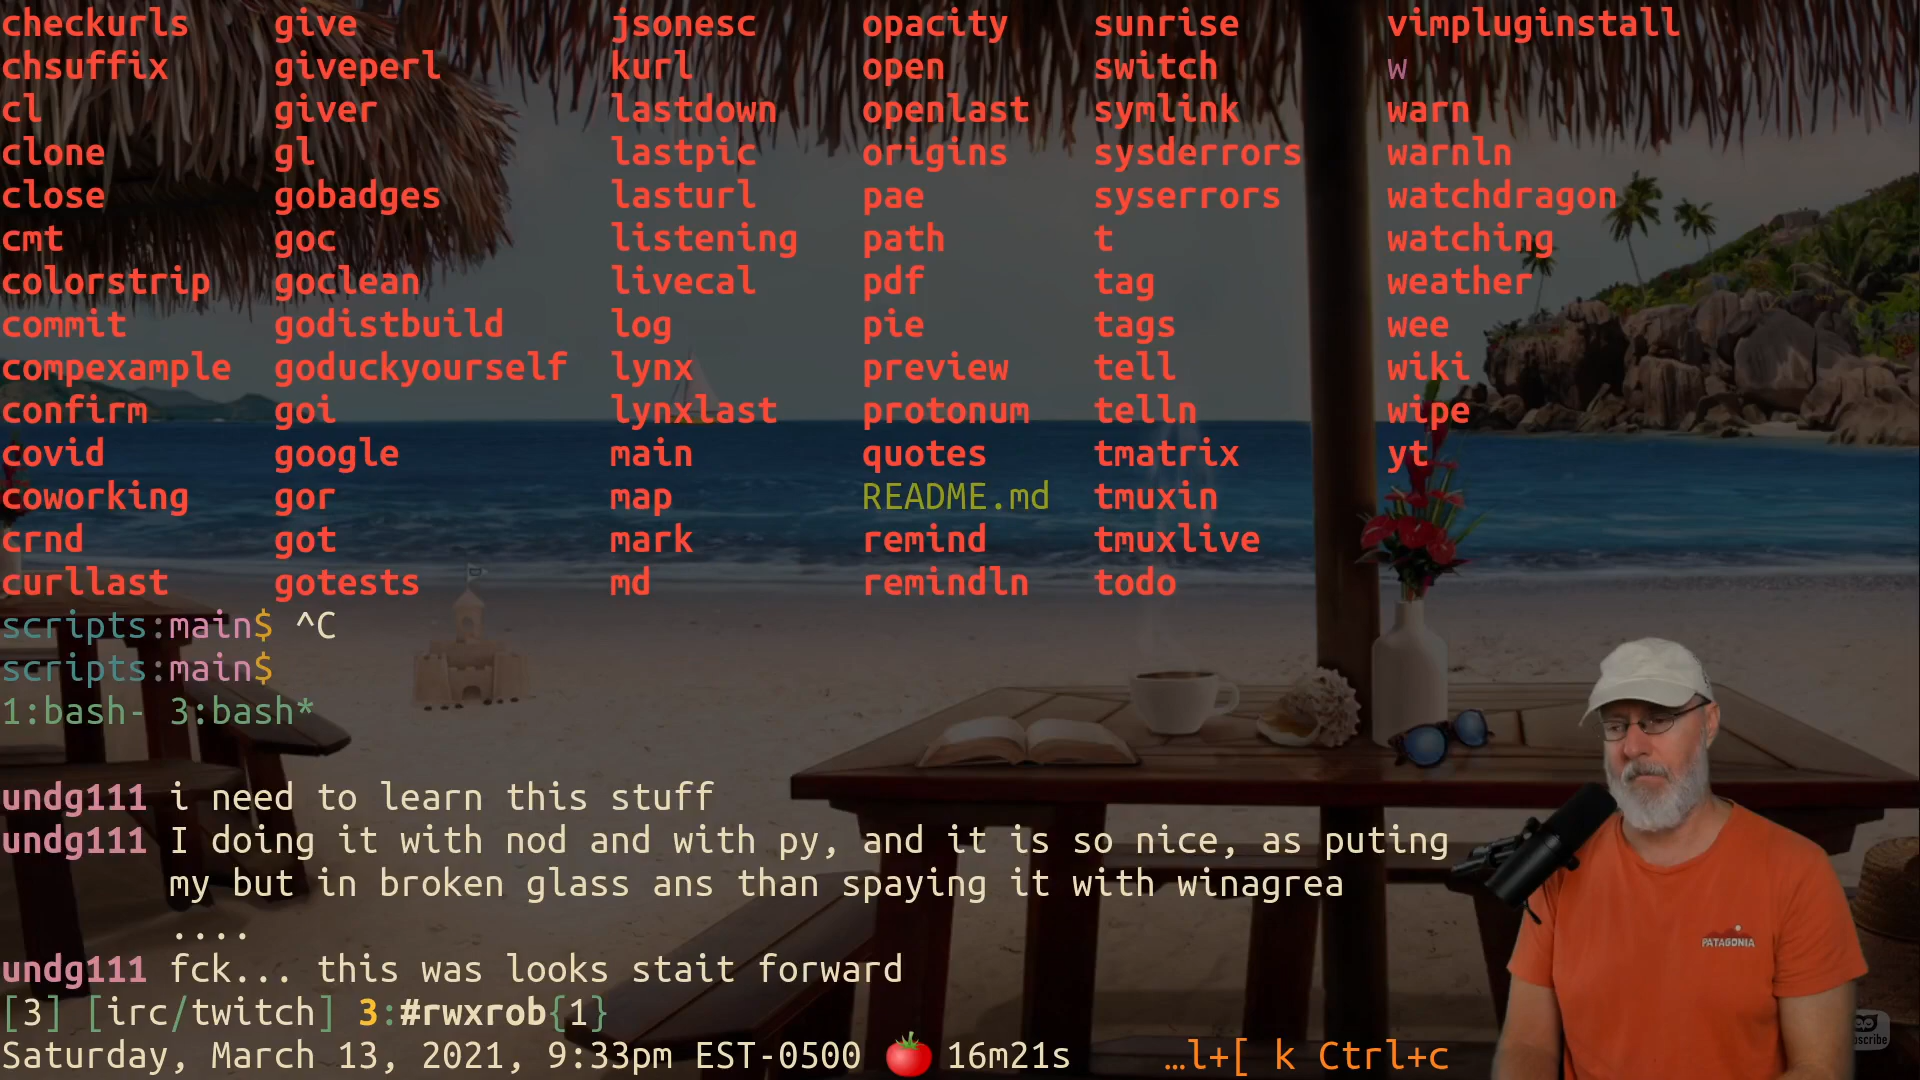 checkurls give jsonesc opacity sunrise vimpluginstall
chsuffix giveperl kurl open switch w
cl giver lastdown openlast symlink warn
clone gl lastpic origins sysderrors warnln
close gobadges lasturl pae syserrors watchdragon
cmt goc listening path t watching
colorstrip goclean livecal pdf tag weather
commit godistbuild log pie tags wee
compexample goduckyourself lynx preview tell wiki
confirm goi lynxlast protonum telln wipe
covid google main quotes tmatrix yt
coworking gor map README.md tmuxin
crnd got mark remind tmuxlive
curllast gotests md remindln todo
scripts:main$ ^C
scripts:main$
1:bash- 3:bash*
undg111 i need to learn this stuff
undg111 I doing it with nod and with py, and it is so nice, as puting
my but in broken glass ans than spaying it with winagrea
....
undg111 fck... this was looks stait forward
[3] [irc/twitch] 3:#rwxrob{1}
Saturday, March 13, 2021, 9:33pm EST-0500 🍅 16m21s …l+[ k Ctrl+c
PATAGONIA